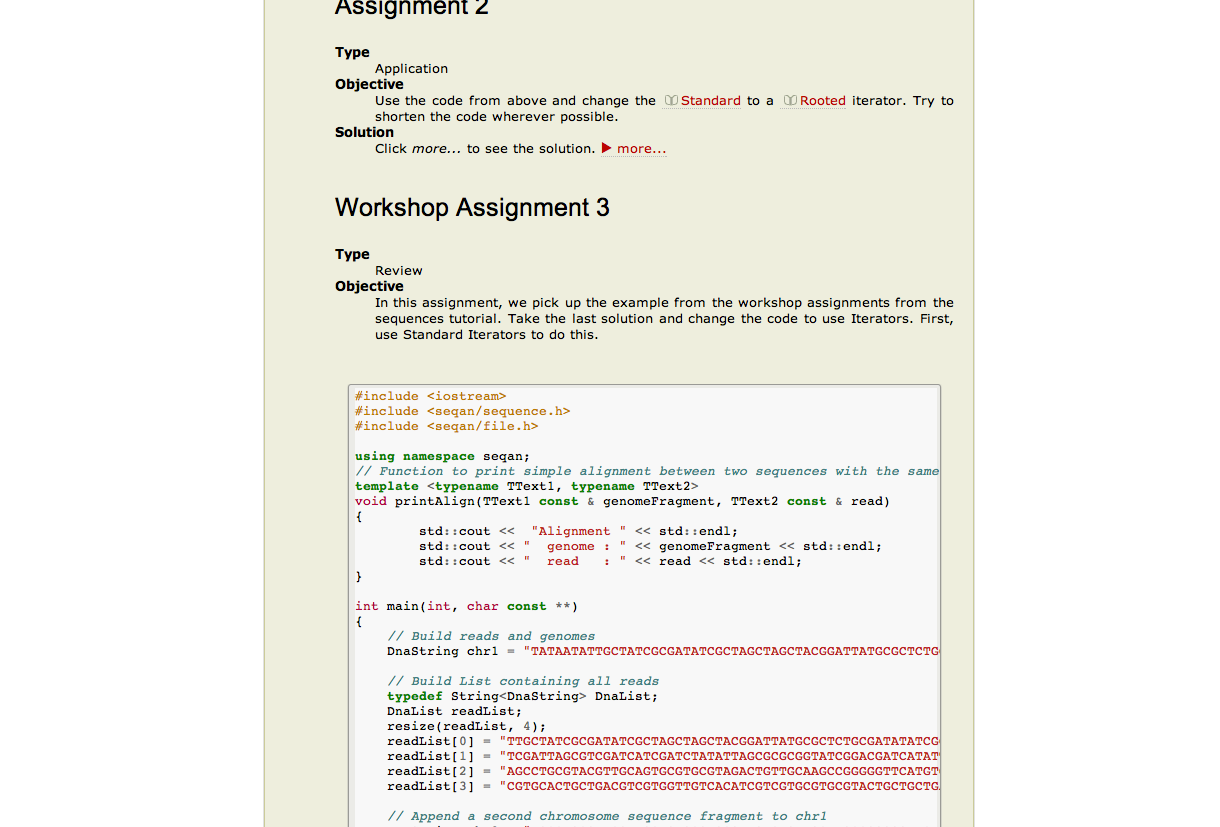 Assignment 2
Type
Application
Objective
Use the code from above and change the Standard to a Rooted iterator. Try to
shorten the code wherever possible.
Solution
Click more... to see the solution. ▶ more...
Workshop Assignment 3
Type
Review
Objective
In this assignment, we pick up the example from the workshop assignments from the
sequences tutorial. Take the last solution and change the code to use Iterators. First,
use Standard Iterators to do this.
#include <iostream>
#include <seqan/sequence.h>
#include <seqan/file.h>
using namespace seqan;
// Function to print simple alignment between two sequences with the same
template <typename TText1, typename TText2>
void printAlign(TText1 const & genomeFragment, TText2 const & read)
{
std::cout << "Alignment " << std::endl;
std::cout << "  genome : " << genomeFragment << std::endl;
std::cout << "  read   : " << read << std::endl;
}
int main(int, char const **)
{
// Build reads and genomes
DnaString chr1 = "TATAATATTGCTATCGCGATATCGCTAGCTAGCTACGGATTATGCGCTCTG
// Build List containing all reads
typedef String<DnaString> DnaList;
DnaList readList;
resize(readList, 4);
readList[0] = "TTGCTATCGCGATATCGCTAGCTAGCTACGGATTATGCGCTCTGCGATATATCG
readList[1] = "TCGATTAGCGTCGATCATCGATCTATATTAGCGCGCGGTATCGGACGATCATAT
readList[2] = "AGCCTGCGTACGTTGCAGTGCGTGCGTAGACTGTTGCAAGCCGGGGGTTCATGT
readList[3] = "CGTGCACTGCTGACGTCGTGGTTGTCACATCGTCGTGCGTGCGTACTGCTGCTG
// Append a second chromosome sequence fragment to chr1